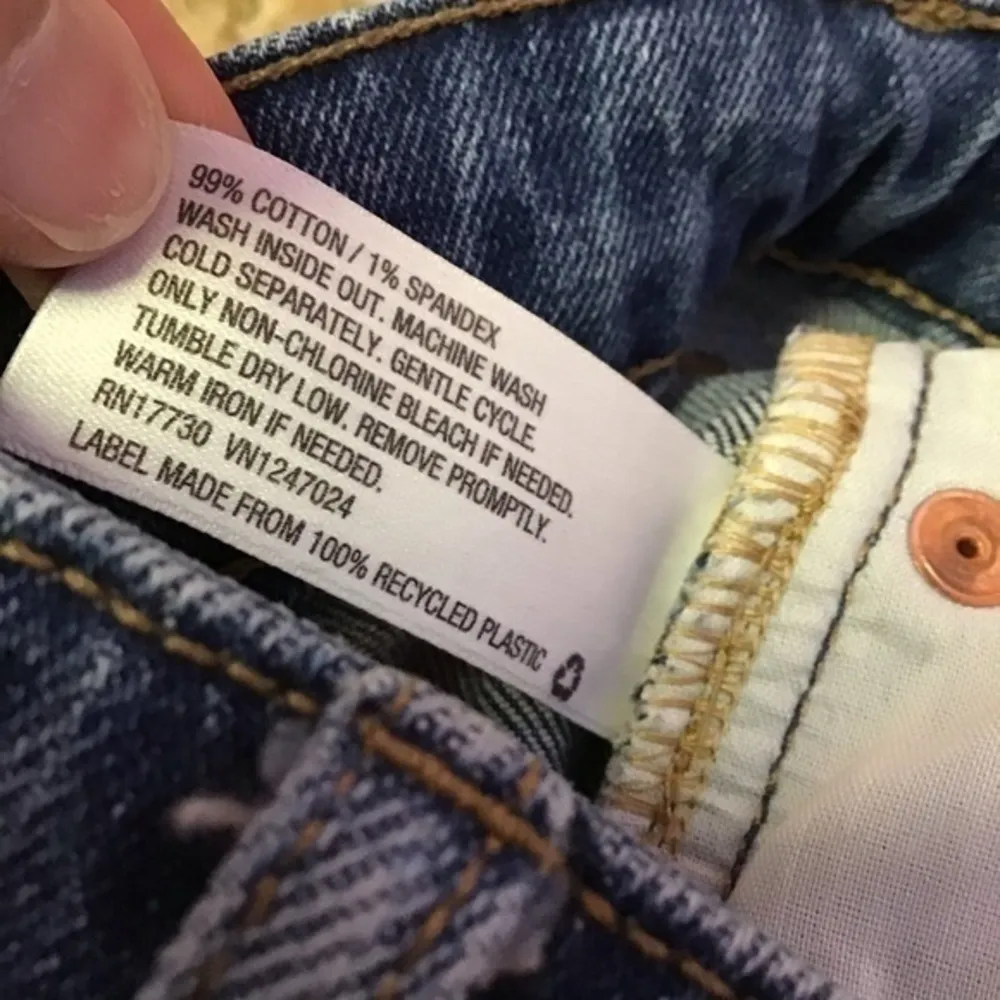 99% COTTON / 1% SPANDEX
WASH INSIDE OUT. MACHINE WASH
COLD SEPARATELY. GENTLE CYCLE.
ONLY NON-CHLORINE BLEACH IF NEEDED.
TUMBLE DRY LOW. REMOVE PROMPTLY.
WARM IRON IF NEEDED.
RN17730 VN1247024
LABEL MADE FROM 100% RECYCLED PLASTIC